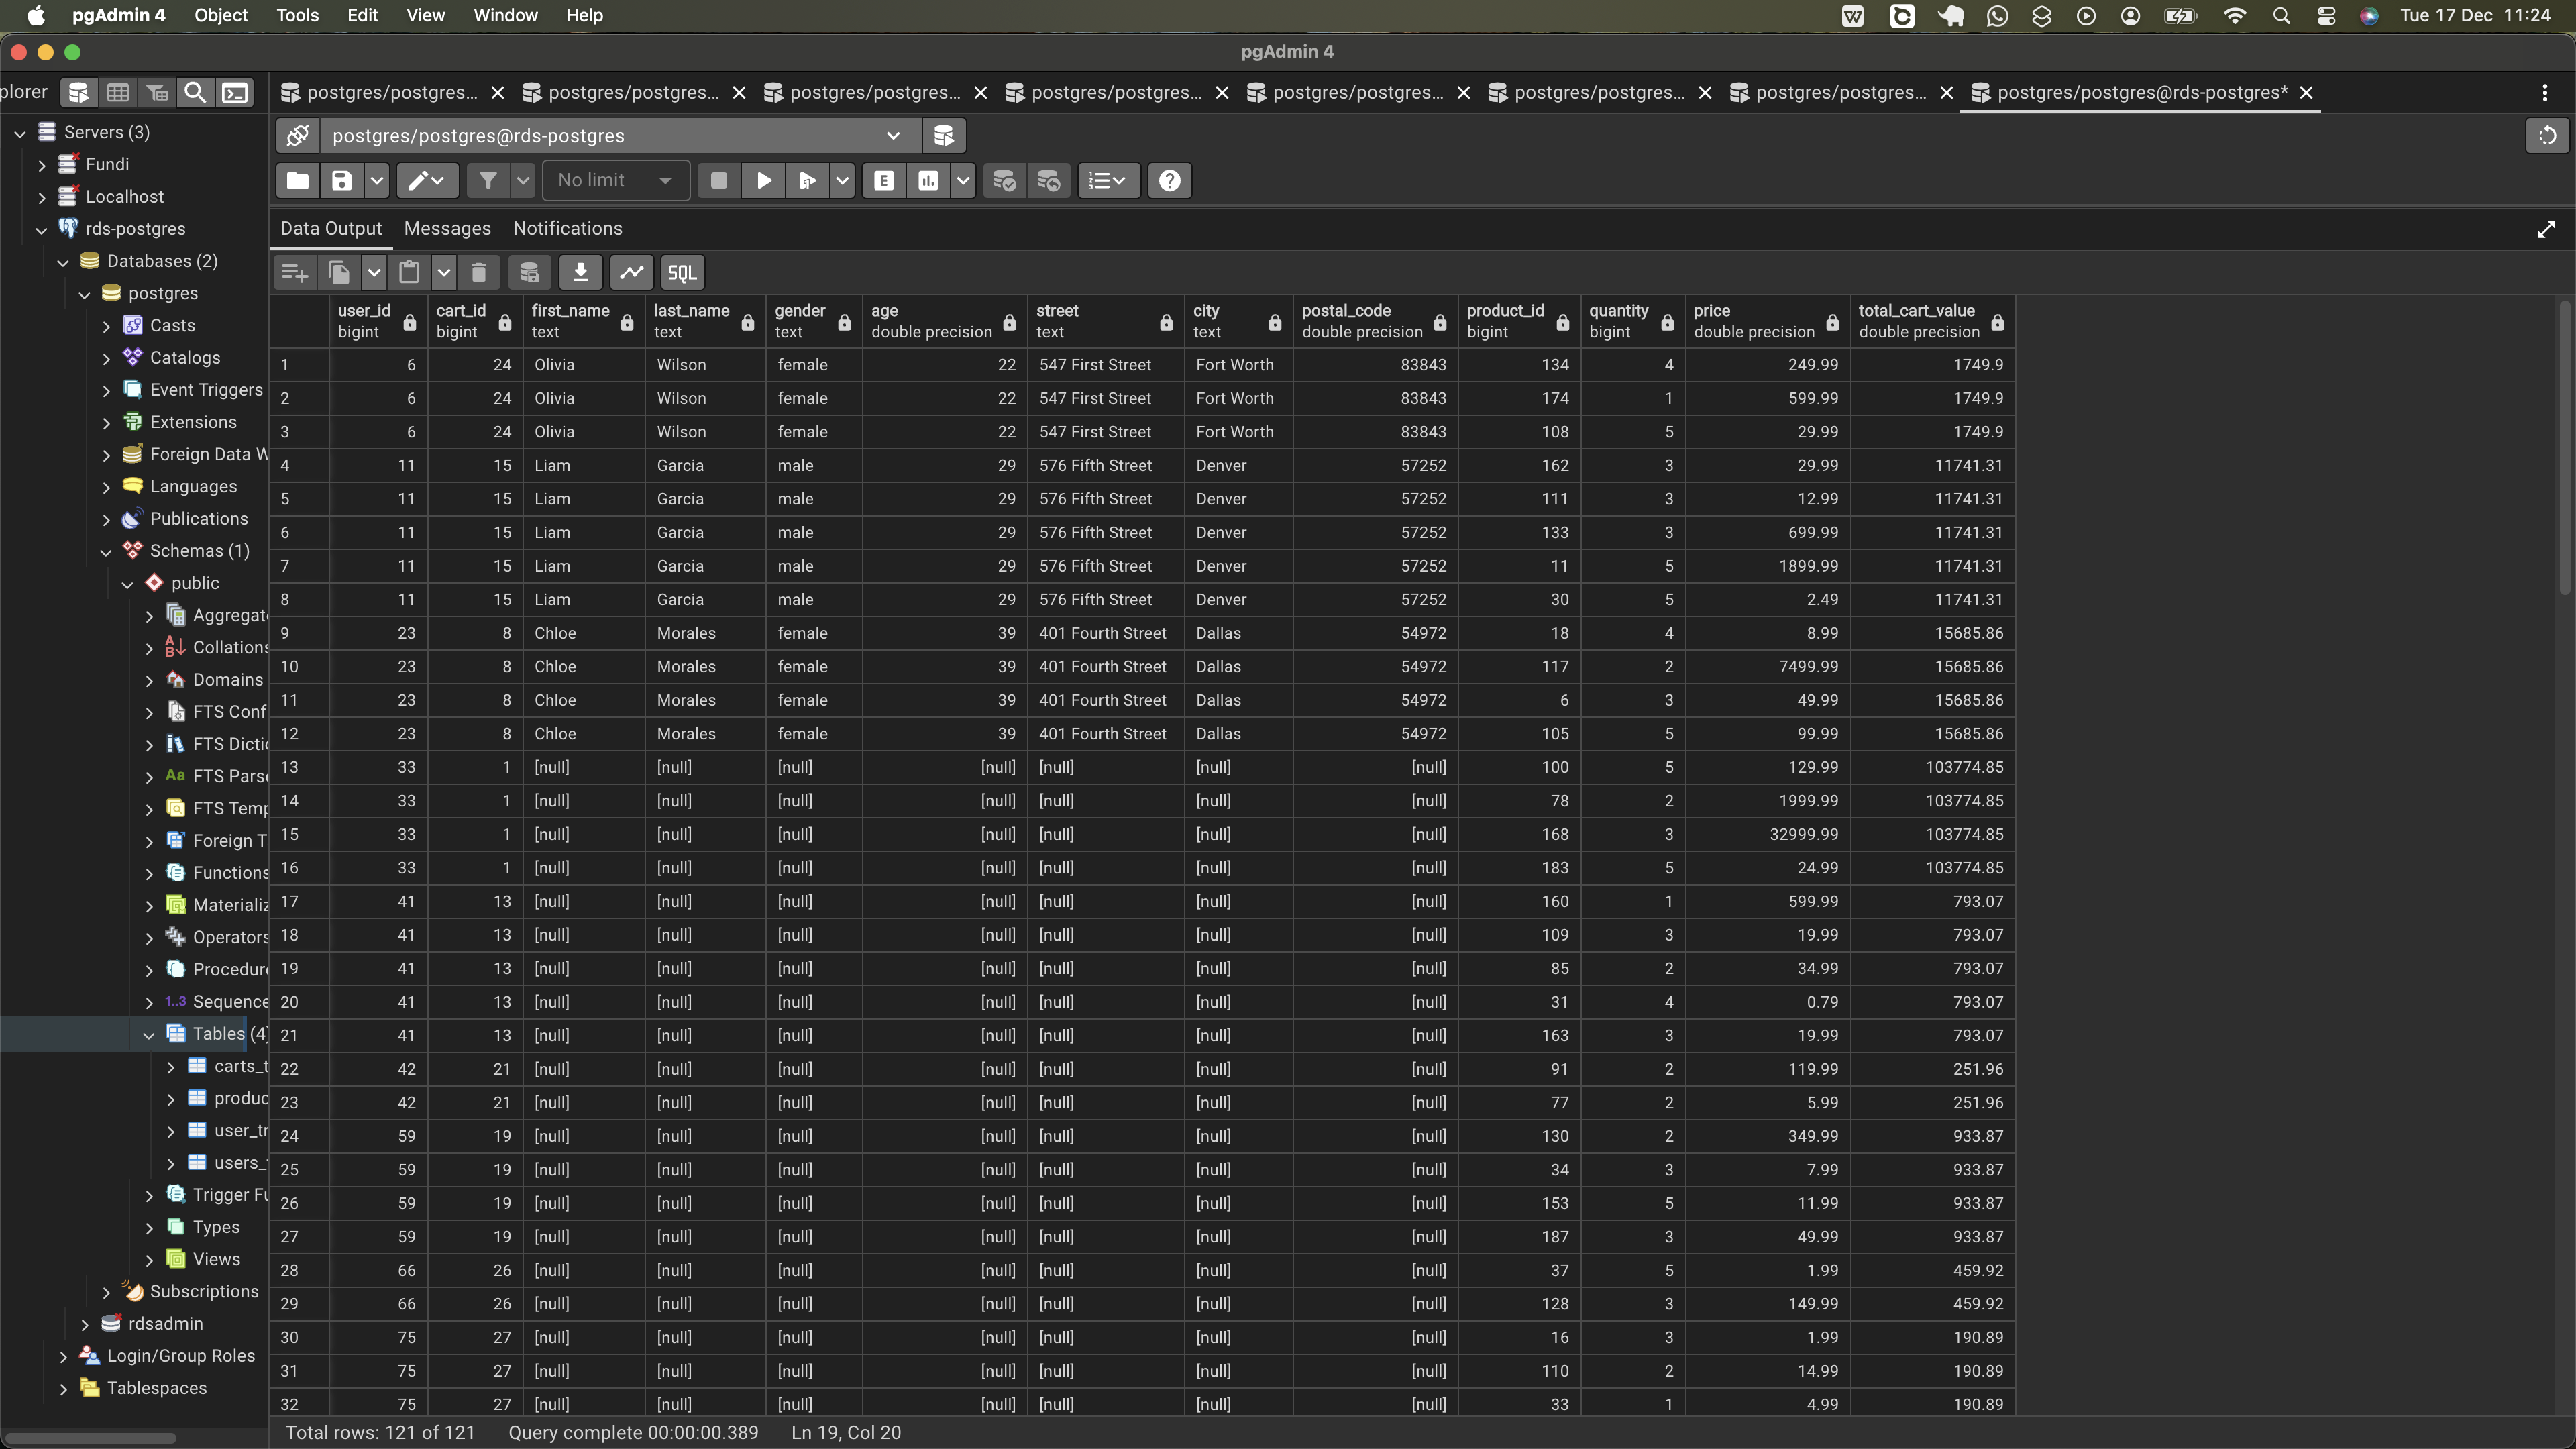 pgAdmin 4 Object Tools Edit View Window Help Tue 17 Dec 11:24
pgAdmin 4
plorer
postgres/postgres... postgres/postgres... postgres/postgres... postgres/postgres... postgres/postgres... postgres/postgres... postgres/postgres... postgres/postgres@rds-postgres*
postgres/postgres@rds-postgres
No limit
E
Servers (3)
Fundi
Localhost
rds-postgres
Databases (2)
postgres
Casts
Catalogs
Event Triggers
Extensions
Foreign Data W
Languages
Publications
Schemas (1)
public
Aggregat
Collations
Domains
FTS Conf
FTS Dictic
Aa FTS Parse
FTS Temp
Foreign T
Functions
Materializ
Operators
Procedure
1..3 Sequence
Tables (4)
carts_t
produc
user_tr
users_
Trigger Fu
Types
Views
Subscriptions
rdsadmin
Login/Group Roles
Tablespaces
Data Output Messages Notifications
SQL
user_id cart_id first_name last_name gender age street city postal_code product_id quantity price total_cart_value
bigint bigint text text text double precision text text double precision bigint bigint double precision double precision
1 6 24 Olivia Wilson female 22 547 First Street Fort Worth 83843 134 4 249.99 1749.9
2 6 24 Olivia Wilson female 22 547 First Street Fort Worth 83843 174 1 599.99 1749.9
3 6 24 Olivia Wilson female 22 547 First Street Fort Worth 83843 108 5 29.99 1749.9
4 11 15 Liam Garcia male 29 576 Fifth Street Denver 57252 162 3 29.99 11741.31
5 11 15 Liam Garcia male 29 576 Fifth Street Denver 57252 111 3 12.99 11741.31
6 11 15 Liam Garcia male 29 576 Fifth Street Denver 57252 133 3 699.99 11741.31
7 11 15 Liam Garcia male 29 576 Fifth Street Denver 57252 11 5 1899.99 11741.31
8 11 15 Liam Garcia male 29 576 Fifth Street Denver 57252 30 5 2.49 11741.31
9 23 8 Chloe Morales female 39 401 Fourth Street Dallas 54972 18 4 8.99 15685.86
10 23 8 Chloe Morales female 39 401 Fourth Street Dallas 54972 117 2 7499.99 15685.86
11 23 8 Chloe Morales female 39 401 Fourth Street Dallas 54972 6 3 49.99 15685.86
12 23 8 Chloe Morales female 39 401 Fourth Street Dallas 54972 105 5 99.99 15685.86
13 33 1 [null] [null] [null] [null] [null] [null] [null] 100 5 129.99 103774.85
14 33 1 [null] [null] [null] [null] [null] [null] [null] 78 2 1999.99 103774.85
15 33 1 [null] [null] [null] [null] [null] [null] [null] 168 3 32999.99 103774.85
16 33 1 [null] [null] [null] [null] [null] [null] [null] 183 5 24.99 103774.85
17 41 13 [null] [null] [null] [null] [null] [null] [null] 160 1 599.99 793.07
18 41 13 [null] [null] [null] [null] [null] [null] [null] 109 3 19.99 793.07
19 41 13 [null] [null] [null] [null] [null] [null] [null] 85 2 34.99 793.07
20 41 13 [null] [null] [null] [null] [null] [null] [null] 31 4 0.79 793.07
21 41 13 [null] [null] [null] [null] [null] [null] [null] 163 3 19.99 793.07
22 42 21 [null] [null] [null] [null] [null] [null] [null] 91 2 119.99 251.96
23 42 21 [null] [null] [null] [null] [null] [null] [null] 77 2 5.99 251.96
24 59 19 [null] [null] [null] [null] [null] [null] [null] 130 2 349.99 933.87
25 59 19 [null] [null] [null] [null] [null] [null] [null] 34 3 7.99 933.87
26 59 19 [null] [null] [null] [null] [null] [null] [null] 153 5 11.99 933.87
27 59 19 [null] [null] [null] [null] [null] [null] [null] 187 3 49.99 933.87
28 66 26 [null] [null] [null] [null] [null] [null] [null] 37 5 1.99 459.92
29 66 26 [null] [null] [null] [null] [null] [null] [null] 128 3 149.99 459.92
30 75 27 [null] [null] [null] [null] [null] [null] [null] 16 3 1.99 190.89
31 75 27 [null] [null] [null] [null] [null] [null] [null] 110 2 14.99 190.89
32 75 27 [null] [null] [null] [null] [null] [null] [null] 33 1 4.99 190.89
Total rows: 121 of 121 Query complete 00:00:00.389 Ln 19, Col 20